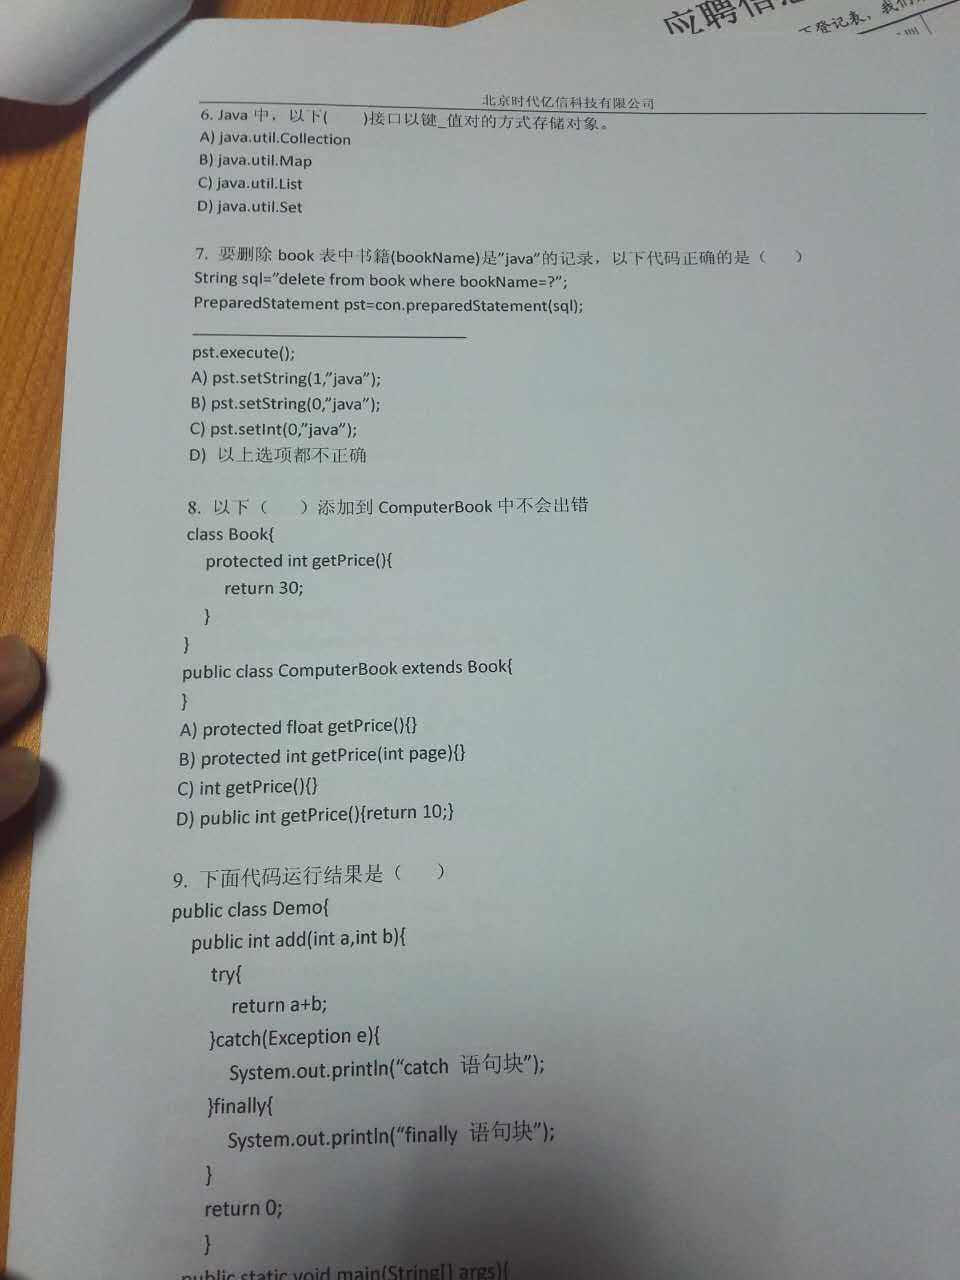 应聘信息
登记表，我们
北京时代亿信科技有限公司
6. Java 中，以下(      )接口以键_值对的方式存储对象。
A) java.util.Collection
B) java.util.Map
C) java.util.List
D) java.util.Set
7.  要删除 book 表中书籍(bookName)是”java”的记录，以下代码正确的是（      ）
String sql=”delete from book where bookName=?”;
PreparedStatement pst=con.preparedStatement(sql);
pst.execute();
A) pst.setString(1,”java”);
B) pst.setString(0,”java”);
C) pst.setInt(0,”java”);
D)  以上选项都不正确
8.  以下（      ）添加到 ComputerBook 中不会出错
class Book{
protected int getPrice(){
return 30;
}
}
public class ComputerBook extends Book{
}
A) protected float getPrice(){}
B) protected int getPrice(int page){}
C) int getPrice(){}
D) public int getPrice(){return 10;}
9.  下面代码运行结果是（      ）
public class Demo{
public int add(int a,int b){
try{
return a+b;
}catch(Exception e){
System.out.println(“catch  语句块”);
}finally{
System.out.println(“finally  语句块”);
}
return 0;
}
public static void main(String[] args){